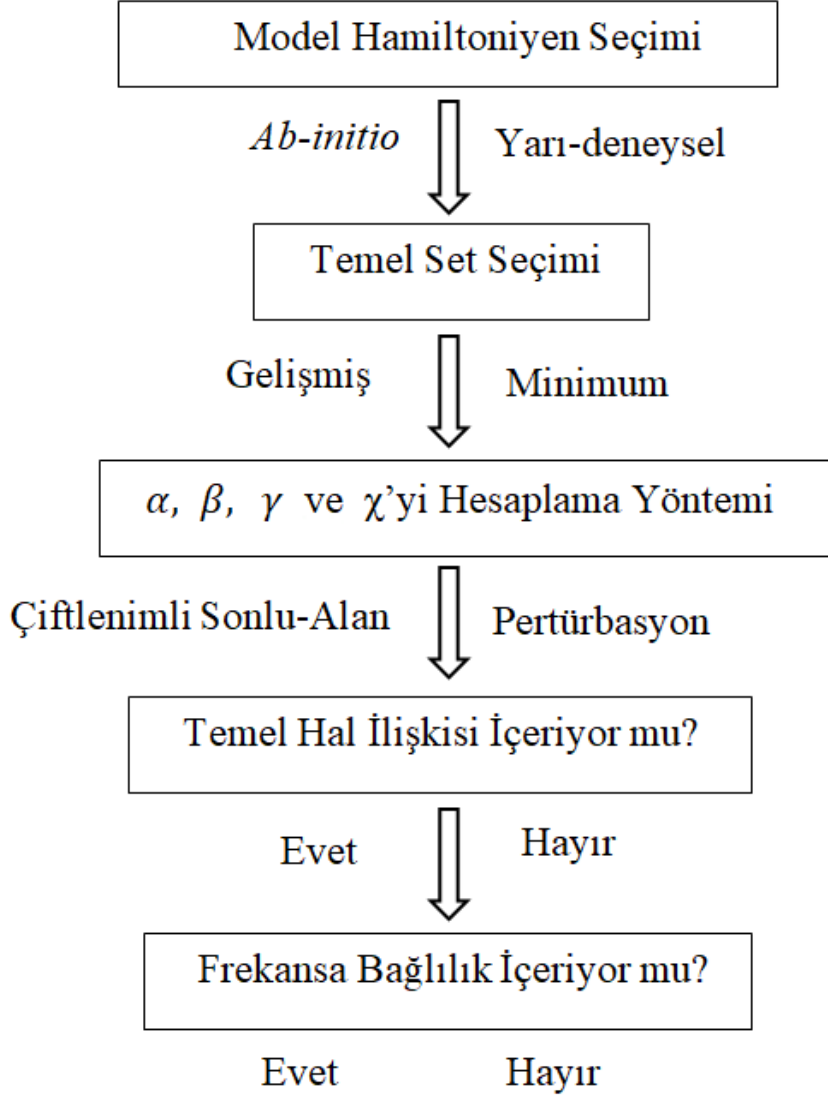 Model Hamiltoniyen Seçimi
Ab-initio Yarı-deneysel
Temel Set Seçimi
Gelişmiş Minimum
α, β, γ ve χ’yi Hesaplama Yöntemi
Çiftlenimli Sonlu-Alan Pertürbasyon
Temel Hal İlişkisi İçeriyor mu?
Evet Hayır
Frekansa Bağlılık İçeriyor mu?
Evet Hayır